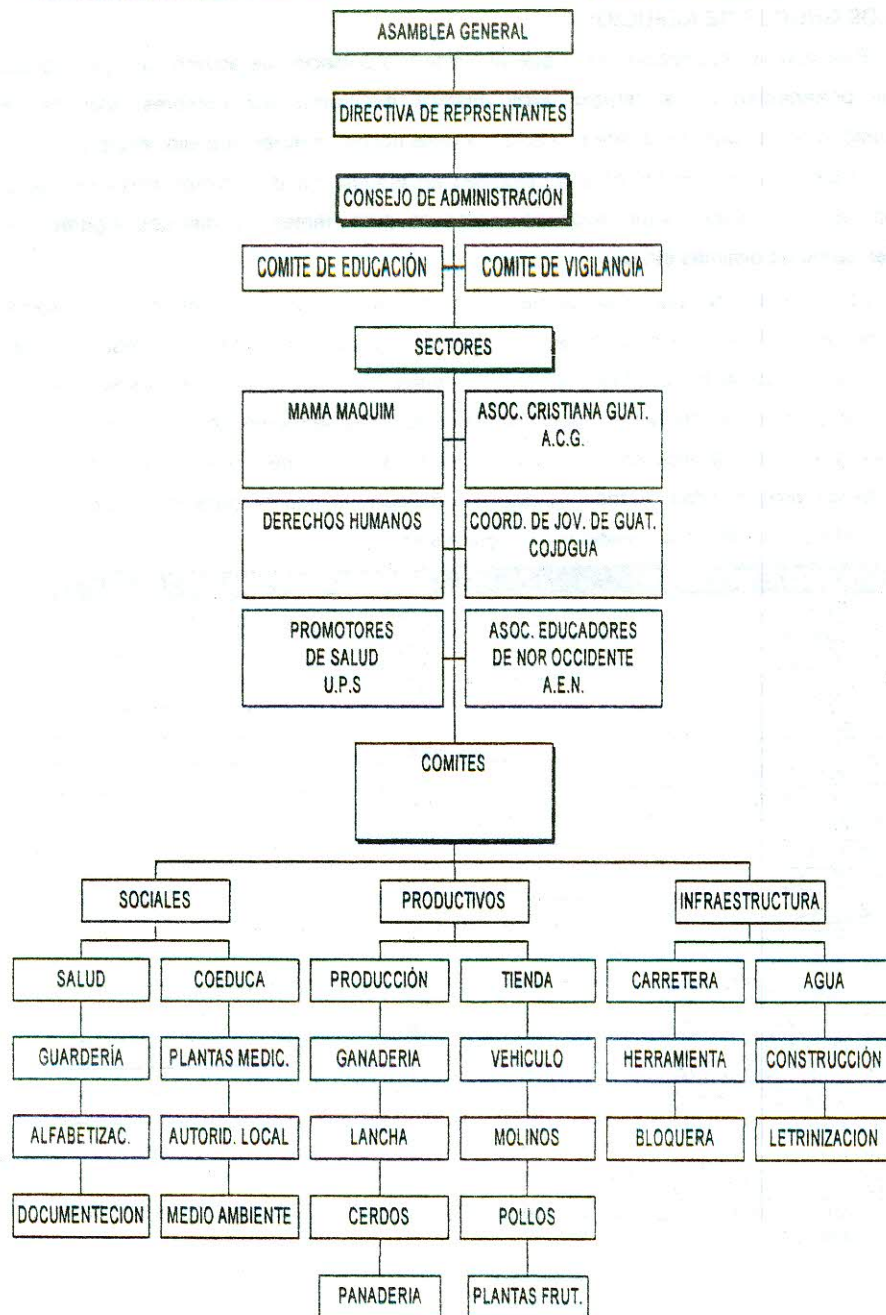 ASAMBLEA GENERAL
DIRECTIVA DE REPRSENTANTES
CONSEJO DE ADMINISTRACIÓN
COMITE DE EDUCACIÓN
COMITE DE VIGILANCIA
SECTORES
MAMA MAQUIM
ASOC. CRISTIANA GUAT.
A.C.G.
DERECHOS HUMANOS
COORD. DE JOV. DE GUAT.
COJDGUA
PROMOTORES
DE SALUD
U.P.S
ASOC. EDUCADORES
DE NOR OCCIDENTE
A.E.N.
COMITES
SOCIALES
PRODUCTIVOS
INFRAESTRUCTURA
SALUD
COEDUCA
PRODUCCIÓN
TIENDA
CARRETERA
AGUA
GUARDERÍA
PLANTAS MEDIC.
GANADERIA
VEHÍCULO
HERRAMIENTA
CONSTRUCCIÓN
ALFABETIZAC.
AUTORID. LOCAL
LANCHA
MOLINOS
BLOQUERA
LETRINIZACION
DOCUMENTECION
MEDIO AMBIENTE
CERDOS
POLLOS
PANADERIA
PLANTAS FRUT.